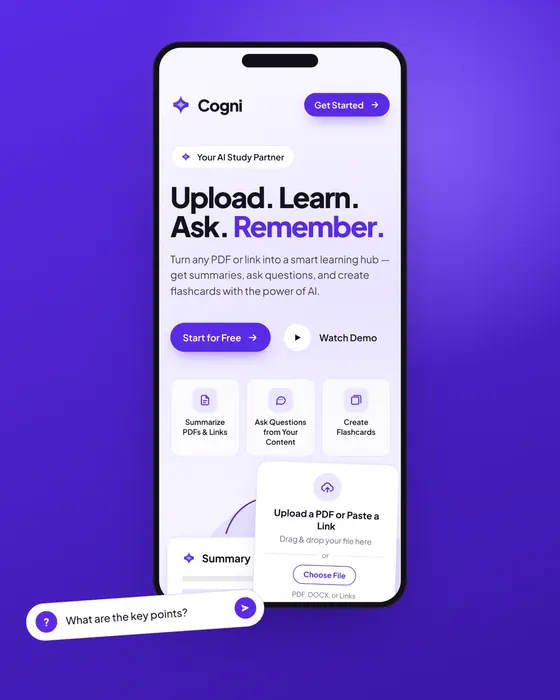 Cogni
Get Started
Your AI Study Partner
Upload. Learn.
Ask. Remember.
Turn any PDF or link into a smart learning hub —
get summaries, ask questions, and create
flashcards with the power of AI.
Start for Free
Watch Demo
Summarize
PDFs & Links
Ask Questions
from Your
Content
Create
Flashcards
Upload a PDF or Paste a
Link
Drag & drop your file here
or
Choose File
PDF, DOCX, or Links
Summary
? What are the key points?